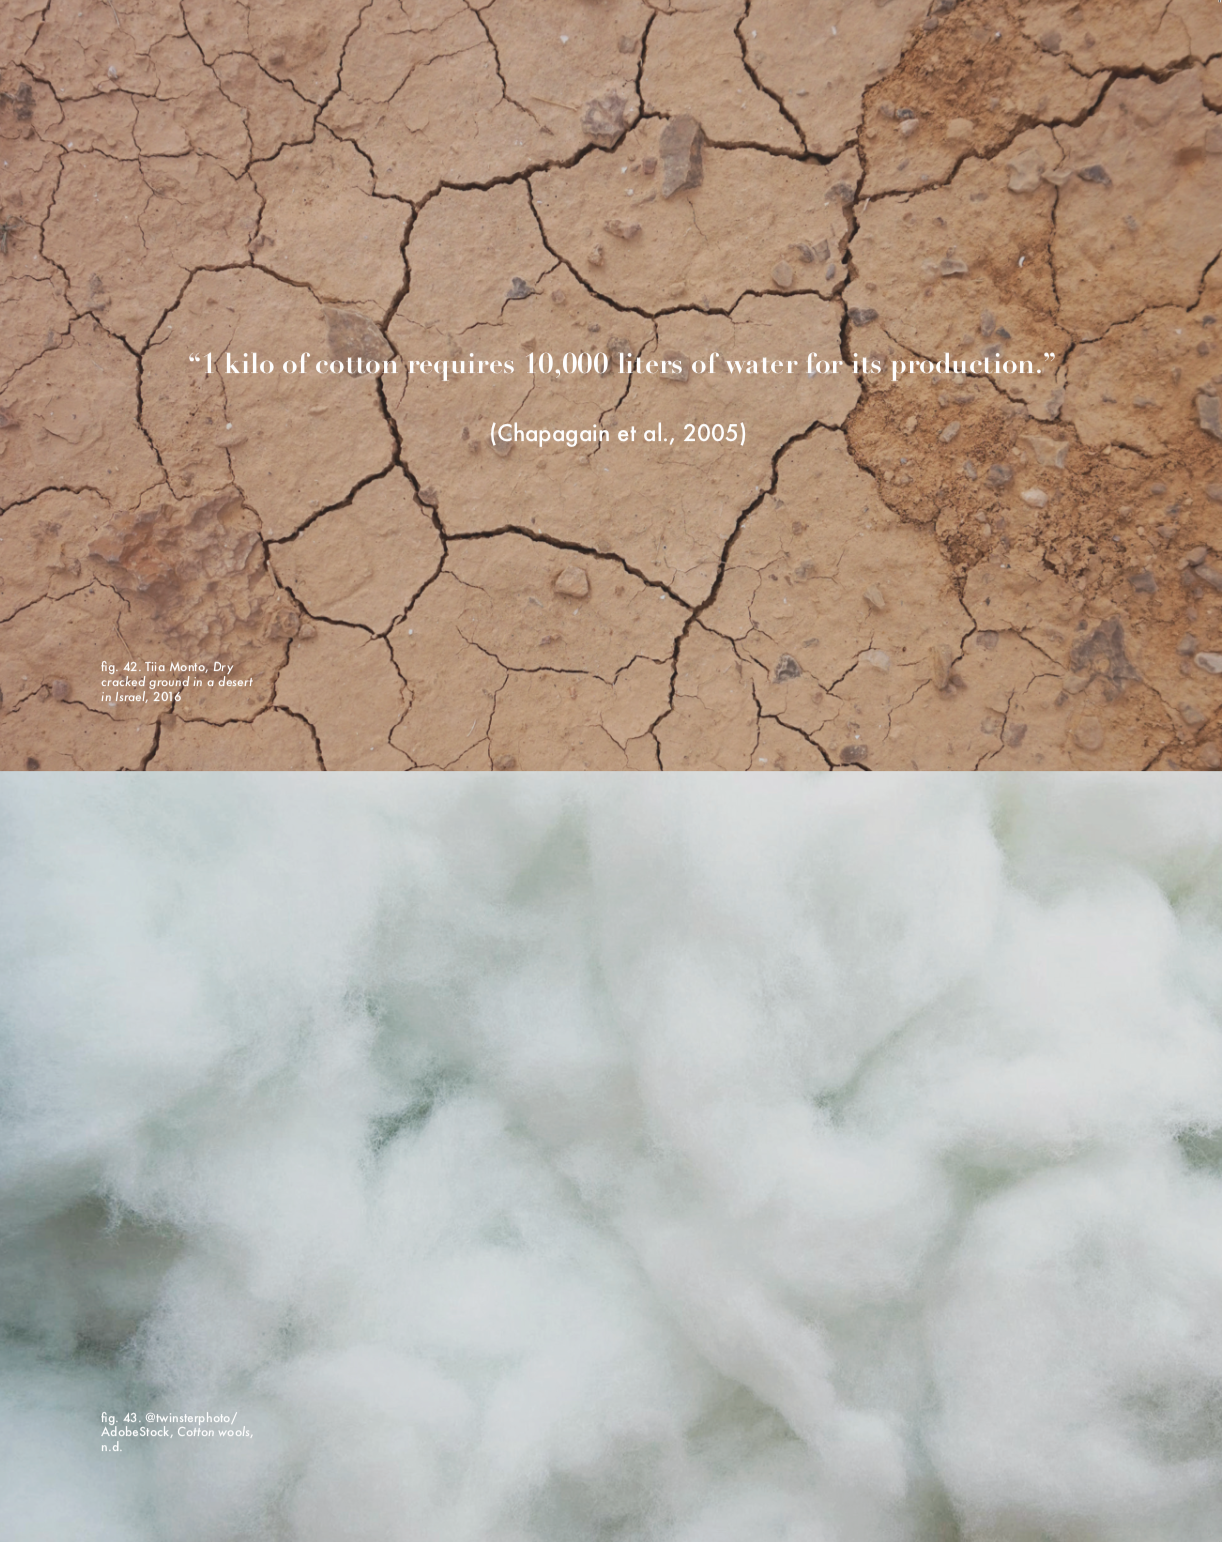 “1 kilo of cotton requires 10,000 liters of water for its production.”
(Chapagain et al., 2005)
fig. 42. Tiia Monto, Dry
cracked ground in a desert
in Israel, 2016
fig. 43. @twinsterphoto/
AdobeStock, Cotton wools,
n.d.